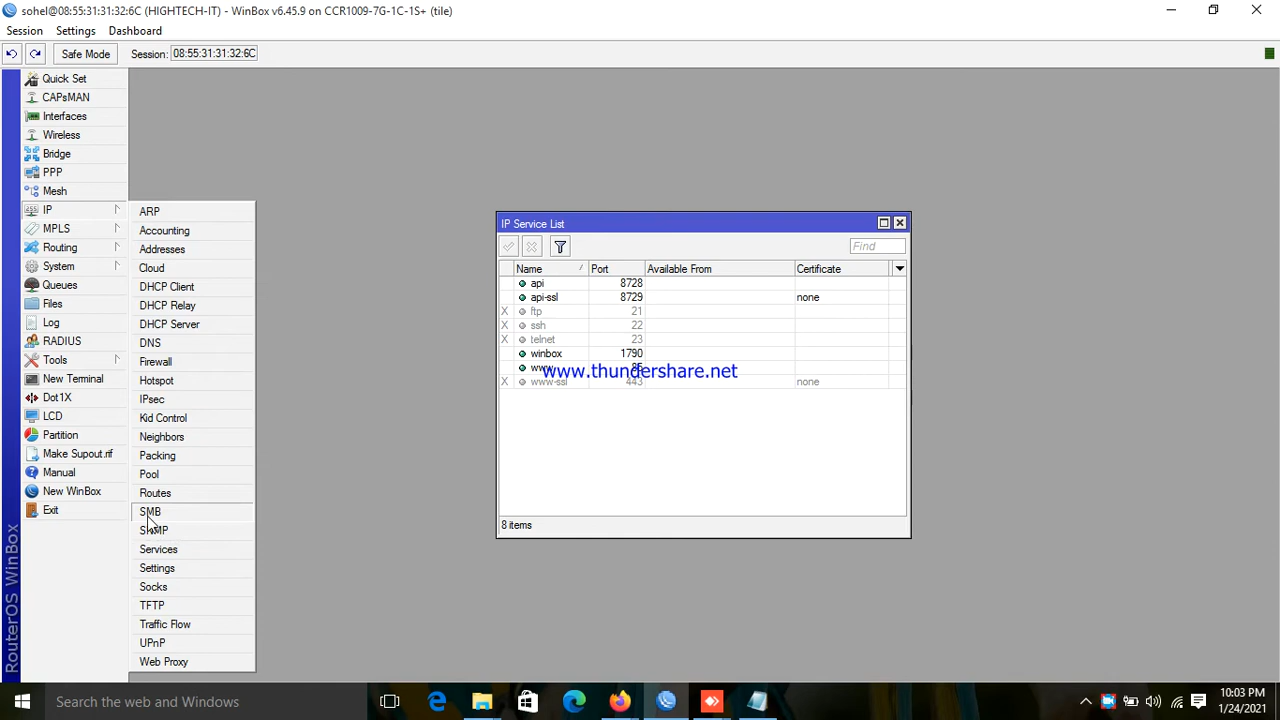 sohel@08:55:31:31:32:6C (HIGHTECH-IT) - WinBox v6.45.9 on CCR1009-7G-1C-1S+ (tile)
Session Settings Dashboard
Safe Mode Session: 08:55:31:31:32:6C
Quick Set
CAPsMAN
Interfaces
Wireless
Bridge
PPP
Mesh
IP
MPLS
Routing
System
Queues
Files
Log
RADIUS
Tools
New Terminal
Dot1X
LCD
Partition
Make Supout.rif
Manual
New WinBox
Exit
RouterOS WinBox
ARP
Accounting
Addresses
Cloud
DHCP Client
DHCP Relay
DHCP Server
DNS
Firewall
Hotspot
IPsec
Kid Control
Neighbors
Packing
Pool
Routes
SMB
SNMP
Services
Settings
Socks
TFTP
Traffic Flow
UPnP
Web Proxy
IP Service List
Find
Name Port Available From Certificate
api 8728
api-ssl 8729 none
X ftp 21
X ssh 22
X telnet 23
winbox 1790
www
www.thundershare.net
X www-ssl 443 none
8 items
Search the web and Windows
10:03 PM
1/24/2021